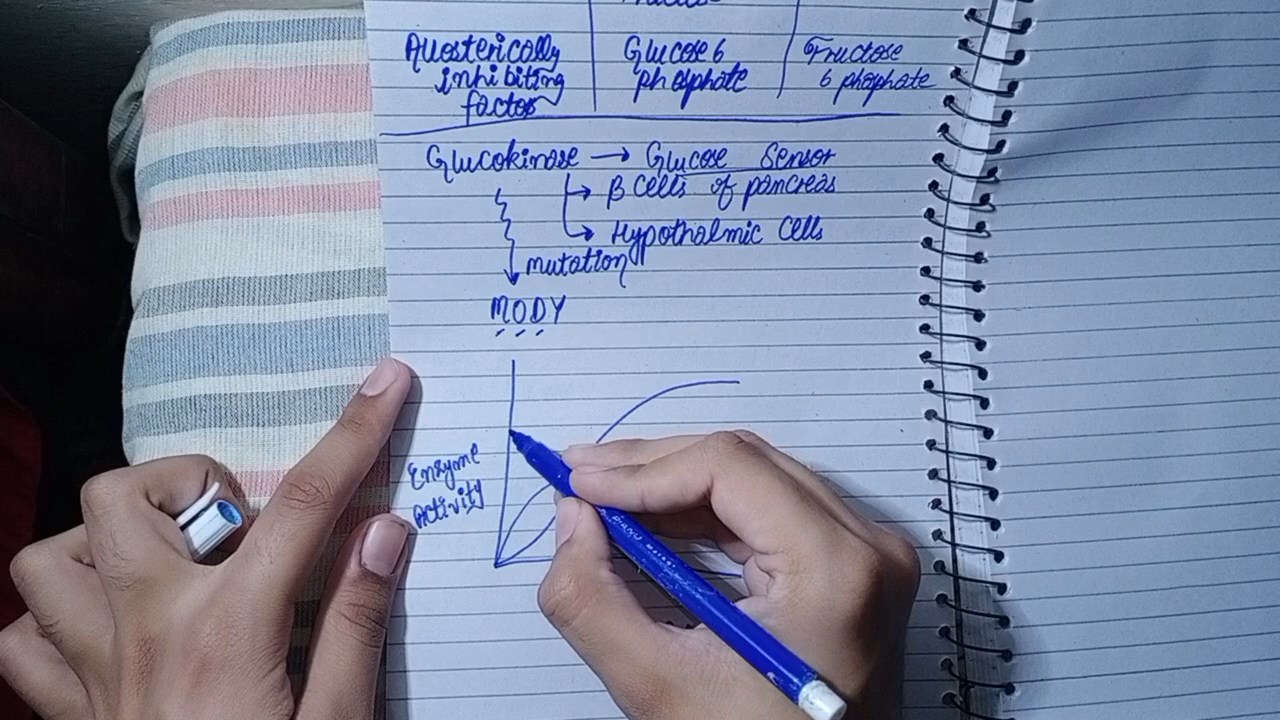 Allosterically inhibiting factor
Glucose 6 phosphate
Fructose 6 phosphate
Glucokinase → Glucose Sensor
→ β cells of pancreas
→ Hypothalmic cells
mutation
MODY
Enzyme
Activity